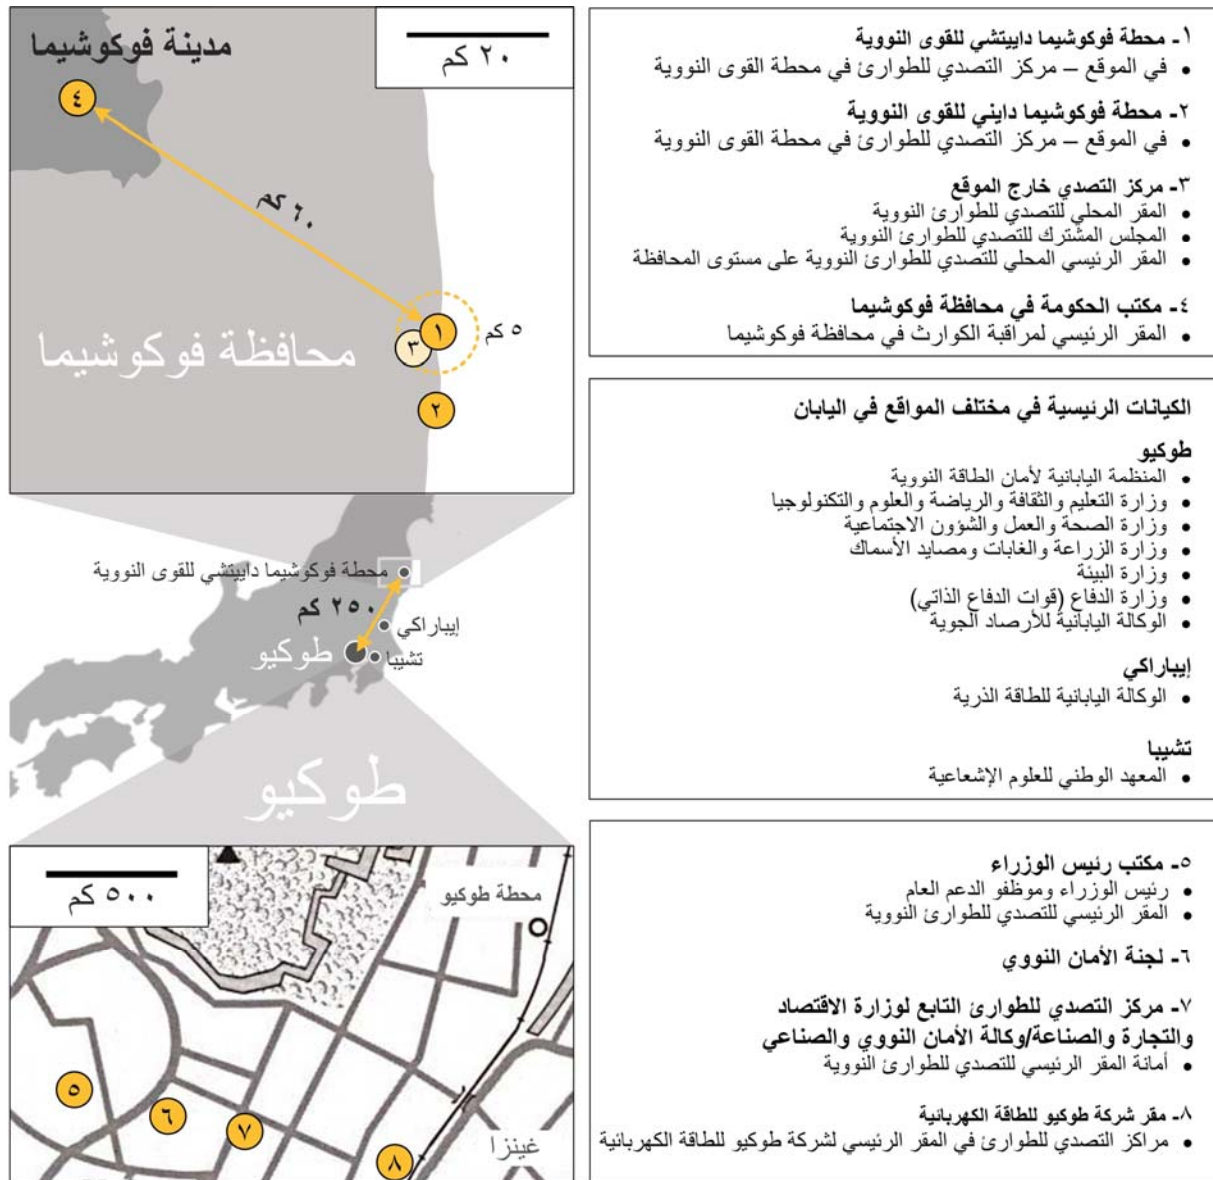 مدينة فوكوشيما
٢٠ كم
٤
٦٠ كم
٥ كم
١
٣
محافظة فوكوشيما
٢
١- محطة فوكوشيما داييتشي للقوى النووية
• في الموقع – مركز التصدي للطوارئ في محطة القوى النووية
٢- محطة فوكوشيما دايني للقوى النووية
• في الموقع – مركز التصدي للطوارئ في محطة القوى النووية
٣- مركز التصدي خارج الموقع
• المقر المحلي للتصدي للطوارئ النووية
• المجلس المشترك للتصدي للطوارئ النووية
• المقر الرئيسي المحلي للتصدي للطوارئ النووية على مستوى المحافظة
٤- مكتب الحكومة في محافظة فوكوشيما
• المقر الرئيسي لمراقبة الكوارث في محافظة فوكوشيما
محطة فوكوشيما داييتشي للقوى النووية
٢٥٠ كم
إيباراكي
طوكيو
تشيبا
طوكيو
الكيانات الرئيسية في مختلف المواقع في اليابان
طوكيو
• المنظمة اليابانية لأمان الطاقة النووية
• وزارة التعليم والثقافة والرياضة والعلوم والتكنولوجيا
• وزارة الصحة والعمل والشؤون الاجتماعية
• وزارة الزراعة والغابات ومصايد الأسماك
• وزارة البيئة
• وزارة الدفاع (قوات الدفاع الذاتي)
• الوكالة اليابانية للأرصاد الجوية
إيباراكي
• الوكالة اليابانية للطاقة الذرية
تشيبا
• المعهد الوطني للعلوم الإشعاعية
٥٠٠ كم
محطة طوكيو
٥
٦
٧
٨
غينزا
٥- مكتب رئيس الوزراء
• رئيس الوزراء وموظفو الدعم العام
• المقر الرئيسي للتصدي للطوارئ النووية
٦- لجنة الأمان النووي
٧- مركز التصدي للطوارئ التابع لوزارة الاقتصاد
والتجارة والصناعة/وكالة الأمان النووي والصناعي
• أمانة المقر الرئيسي للتصدي للطوارئ النووية
٨- مقر شركة طوكيو للطاقة الكهربائية
• مراكز التصدي للطوارئ في المقر الرئيسي لشركة طوكيو للطاقة الكهربائية